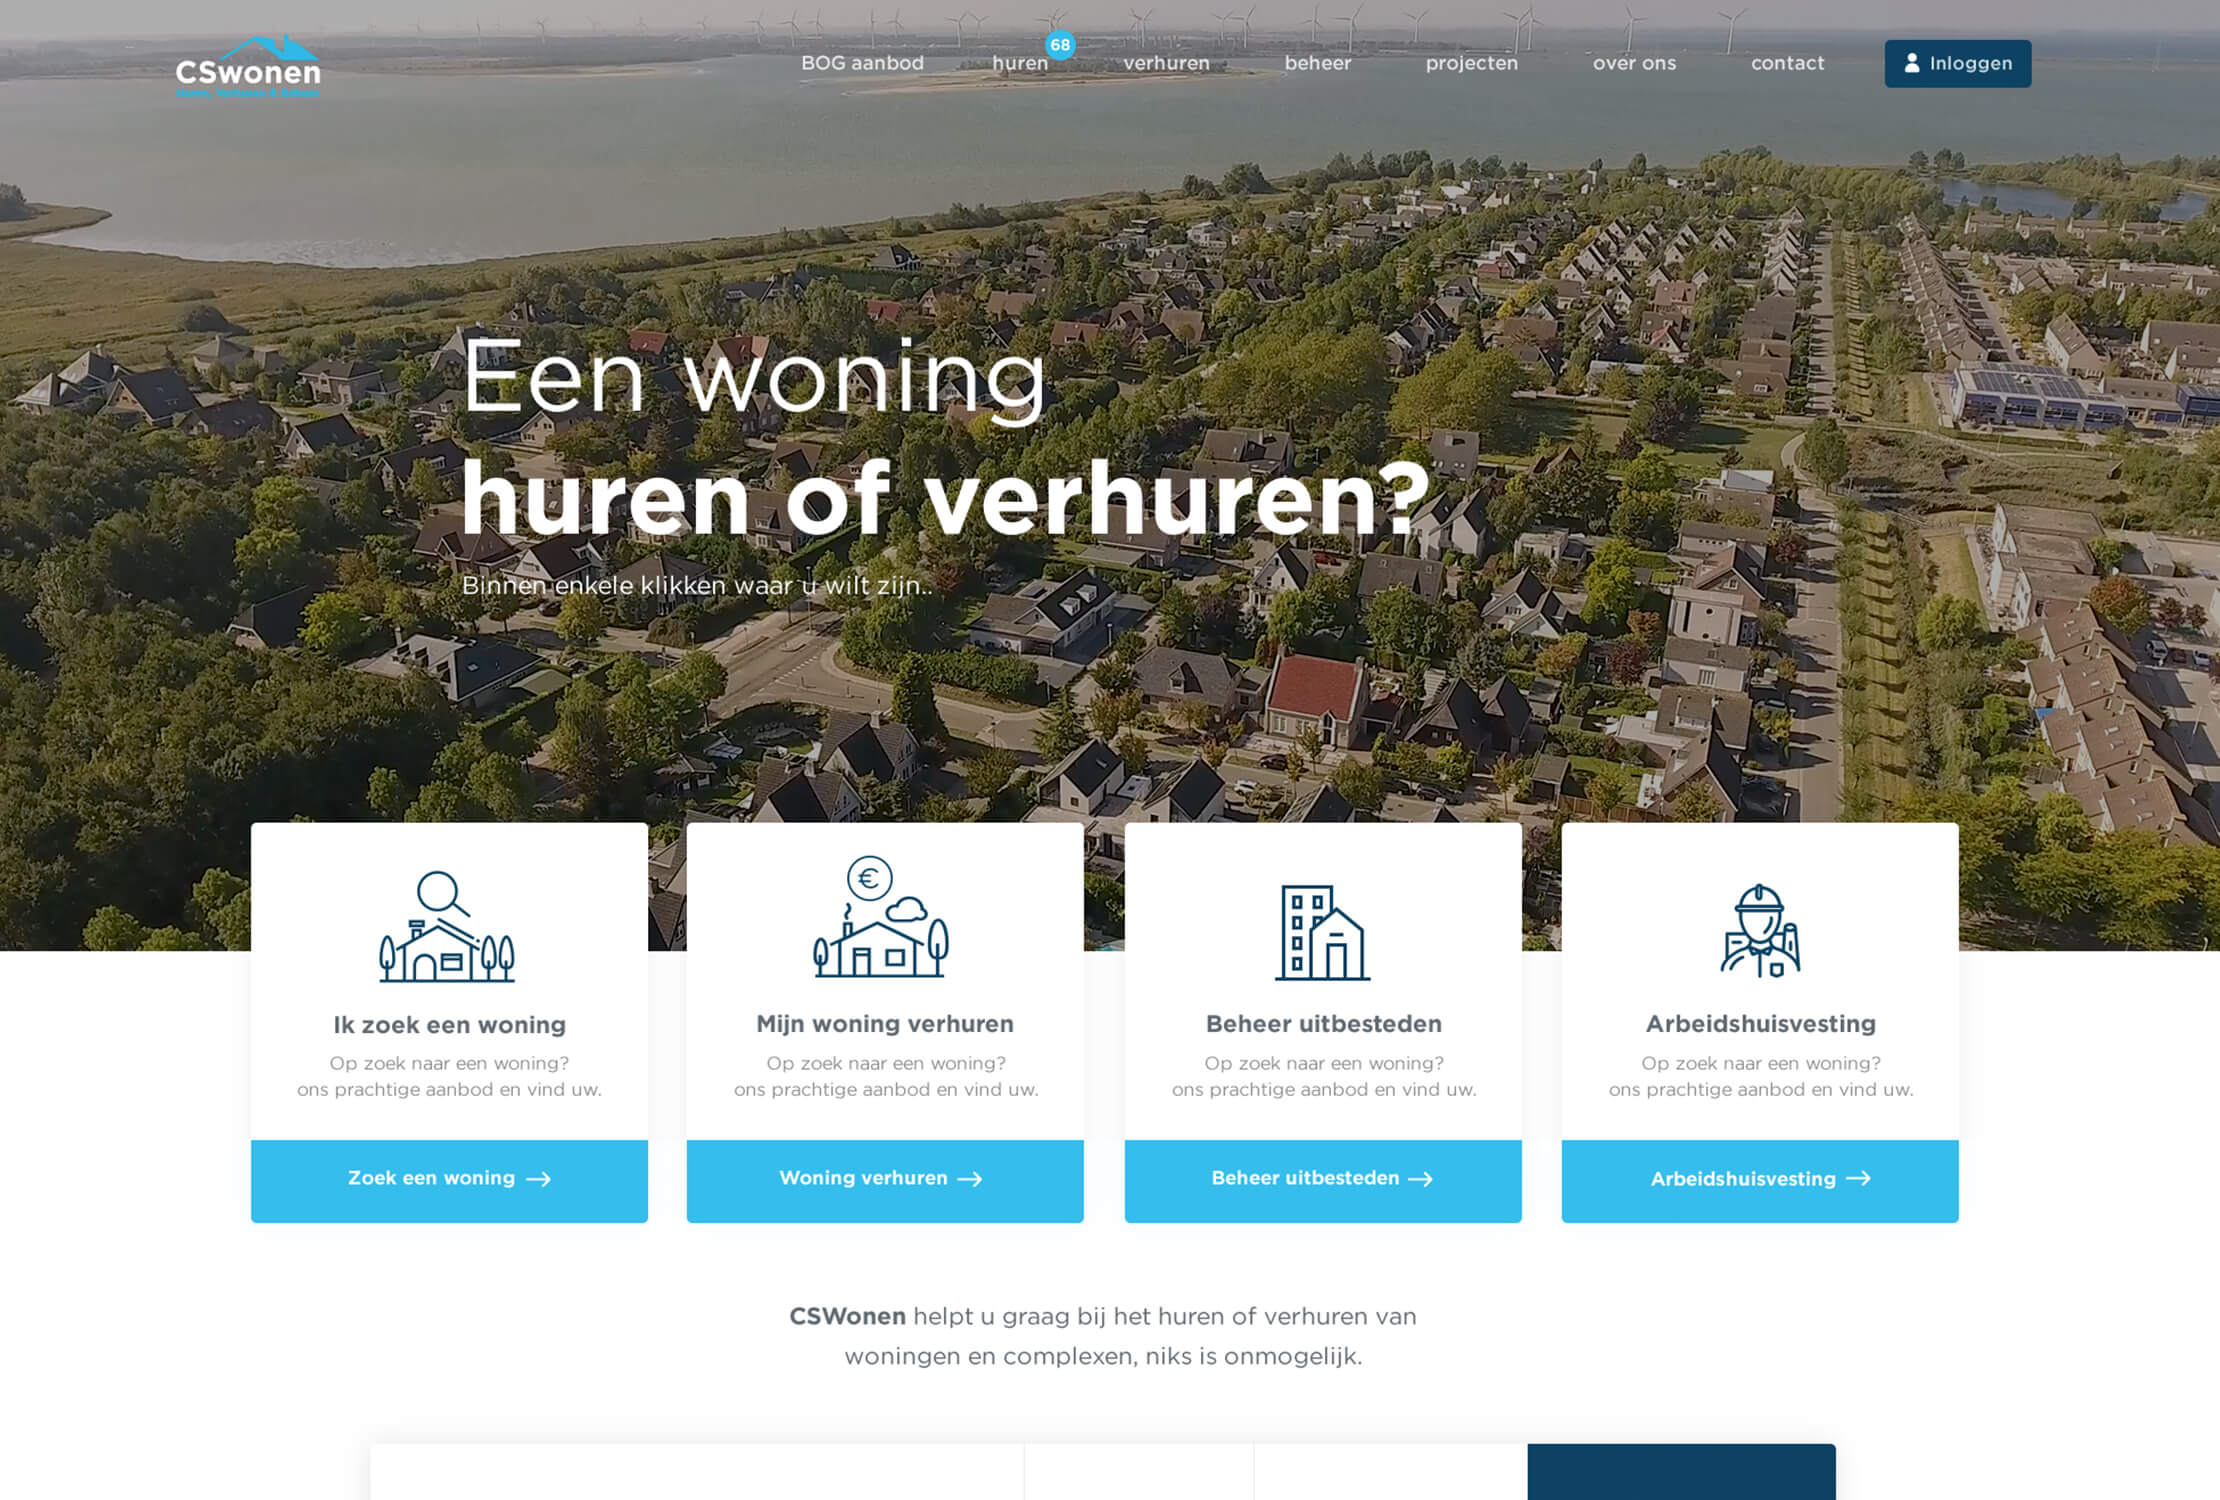 CSwonen
BOG aanbod huren 68 verhuren beheer projecten over ons contact Inloggen
Een woning
huren of verhuren?
Binnen enkele klikken waar u wilt zijn..
€
Ik zoek een woning
Op zoek naar een woning?
ons prachtige aanbod en vind uw.
Zoek een woning →
Mijn woning verhuren
Op zoek naar een woning?
ons prachtige aanbod en vind uw.
Woning verhuren →
Beheer uitbesteden
Op zoek naar een woning?
ons prachtige aanbod en vind uw.
Beheer uitbesteden →
Arbeidshuisvesting
Op zoek naar een woning?
ons prachtige aanbod en vind uw.
Arbeidshuisvesting →
CSWonen helpt u graag bij het huren of verhuren van
woningen en complexen, niks is onmogelijk.